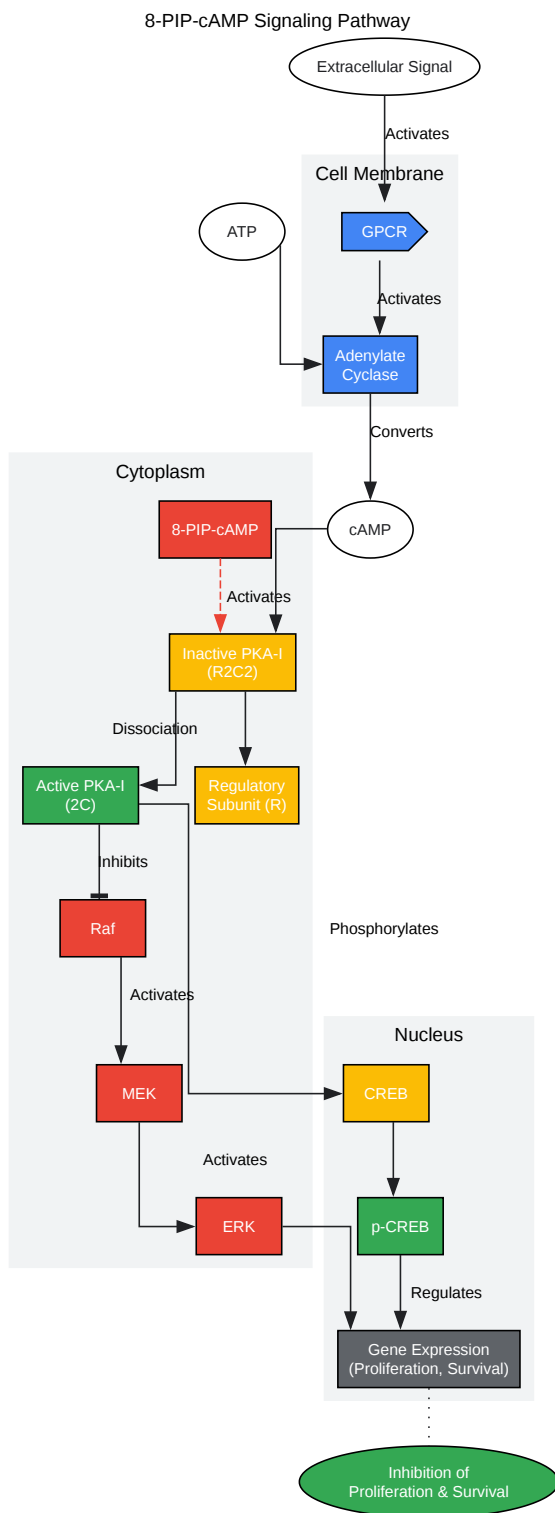 8-PIP-cAMP Signaling Pathway
Extracellular Signal
Activates
Cell Membrane
ATP
GPCR
Activates
Adenylate
Cyclase
Converts
Cytoplasm
8-PIP-cAMP
cAMP
Activates
Inactive PKA-I
(R2C2)
Dissociation
Active PKA-I
(2C)
Regulatory
Subunit (R)
Inhibits
Raf
Phosphorylates
Activates
Nucleus
MEK
CREB
Activates
ERK
p-CREB
Regulates
Gene Expression
(Proliferation, Survival)
Inhibition of
Proliferation & Survival